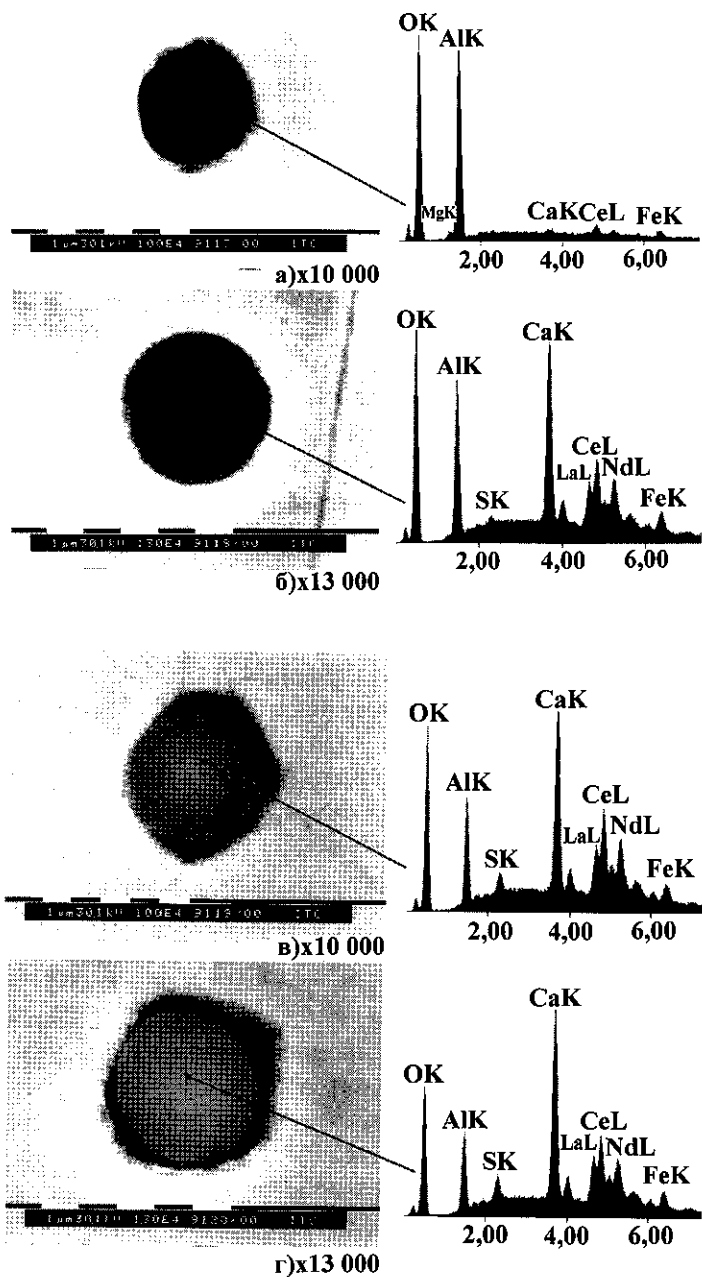 OK
AlK
MgK
CaK CeL FeK
2,00 4,00 6,00
а)x10 000
OK
CaK
AlK
CeL
LaL
NdL
SK
FeK
2,00 4,00 6,00
б)x13 000
CaK
OK
AlK
CeL
LaL
NdL
SK
FeK
2,00 4,00 6,00
в)x10 000
CaK
OK
AlK
CeL
LaL
NdL
SK
FeK
2,00 4,00 6,00
г)x13 000